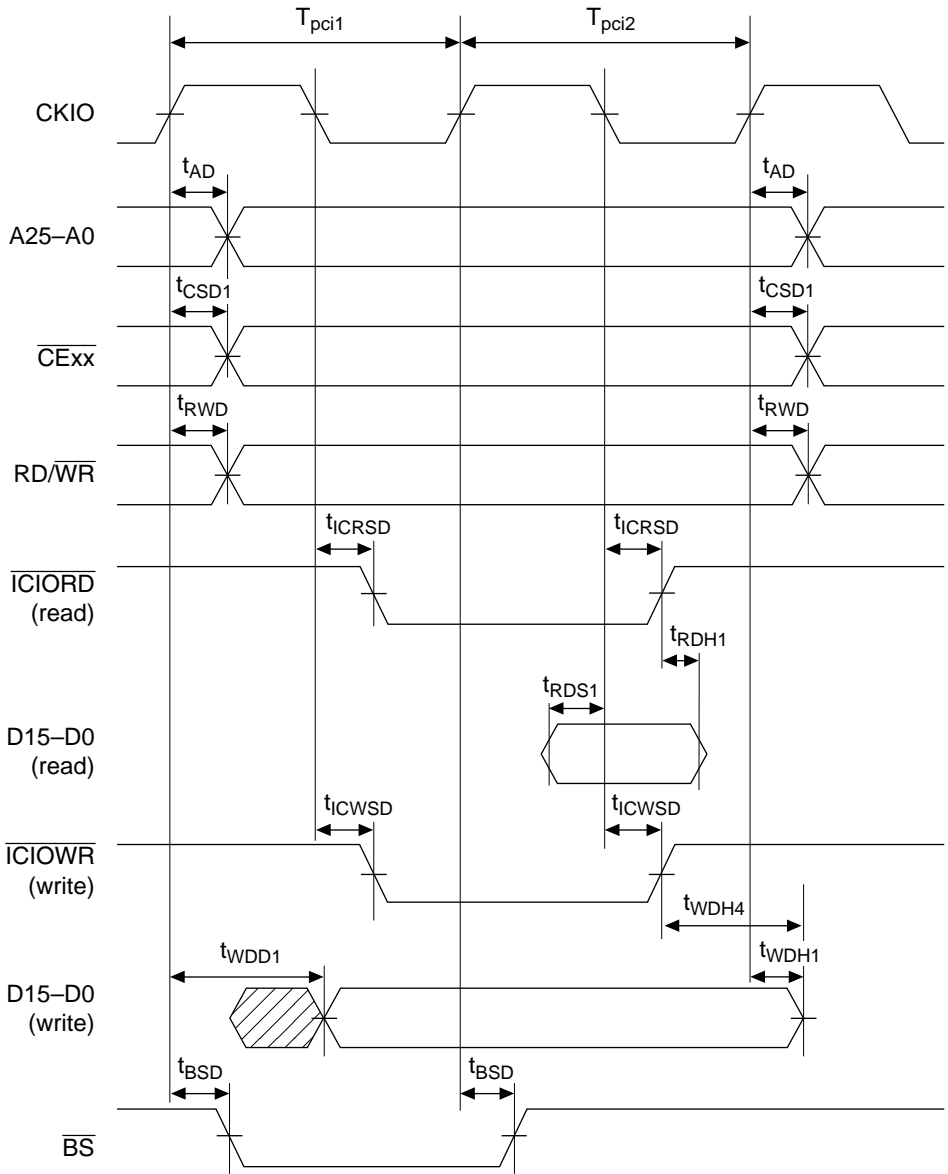 Tpci1 Tpci2
CKIO
tAD tAD
A25–A0
tCSD1 tCSD1
CExx
tRWD tRWD
RD/WR
tICRSD tICRSD
ICIORD
(read)
tRDH1
tRDS1
D15–D0
(read)
tICWSD tICWSD
ICIOWR
(write)
tWDH4
tWDD1 tWDH1
D15–D0
(write)
tBSD tBSD
BS